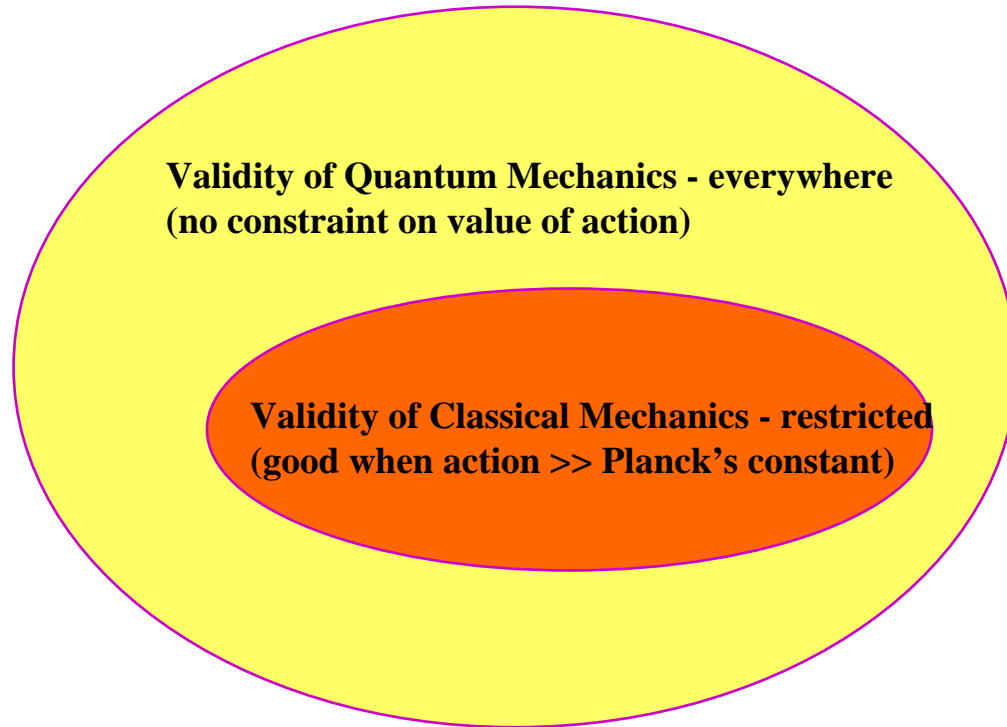 Validity of Quantum Mechanics - everywhere
(no constraint on value of action)
Validity of Classical Mechanics - restricted
(good when action >> Planck’s constant)